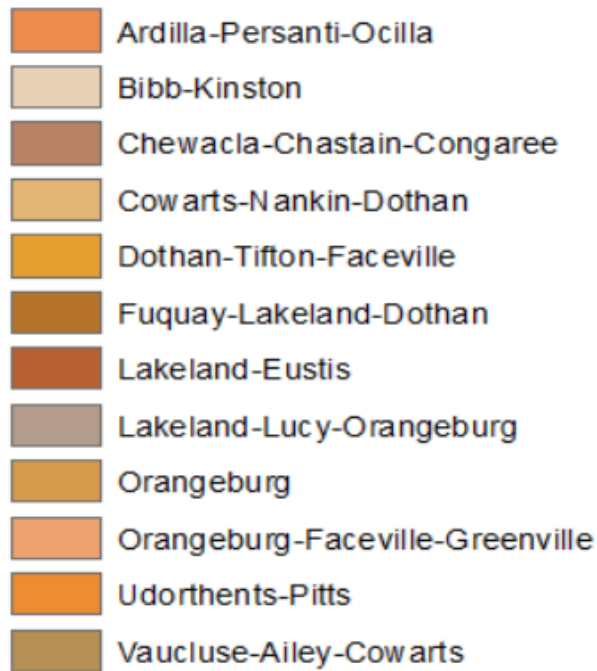 Ardilla-Persanti-Ocilla
Bibb-Kinston
Chewacla-Chastain-Congaree
Cowarts-Nankin-Dothan
Dothan-Tifton-Faceville
Fuquay-Lakeland-Dothan
Lakeland-Eustis
Lakeland-Lucy-Orangeburg
Orangeburg
Orangeburg-Faceville-Greenville
Udorthents-Pitts
Vaucluse-Ailey-Cowarts